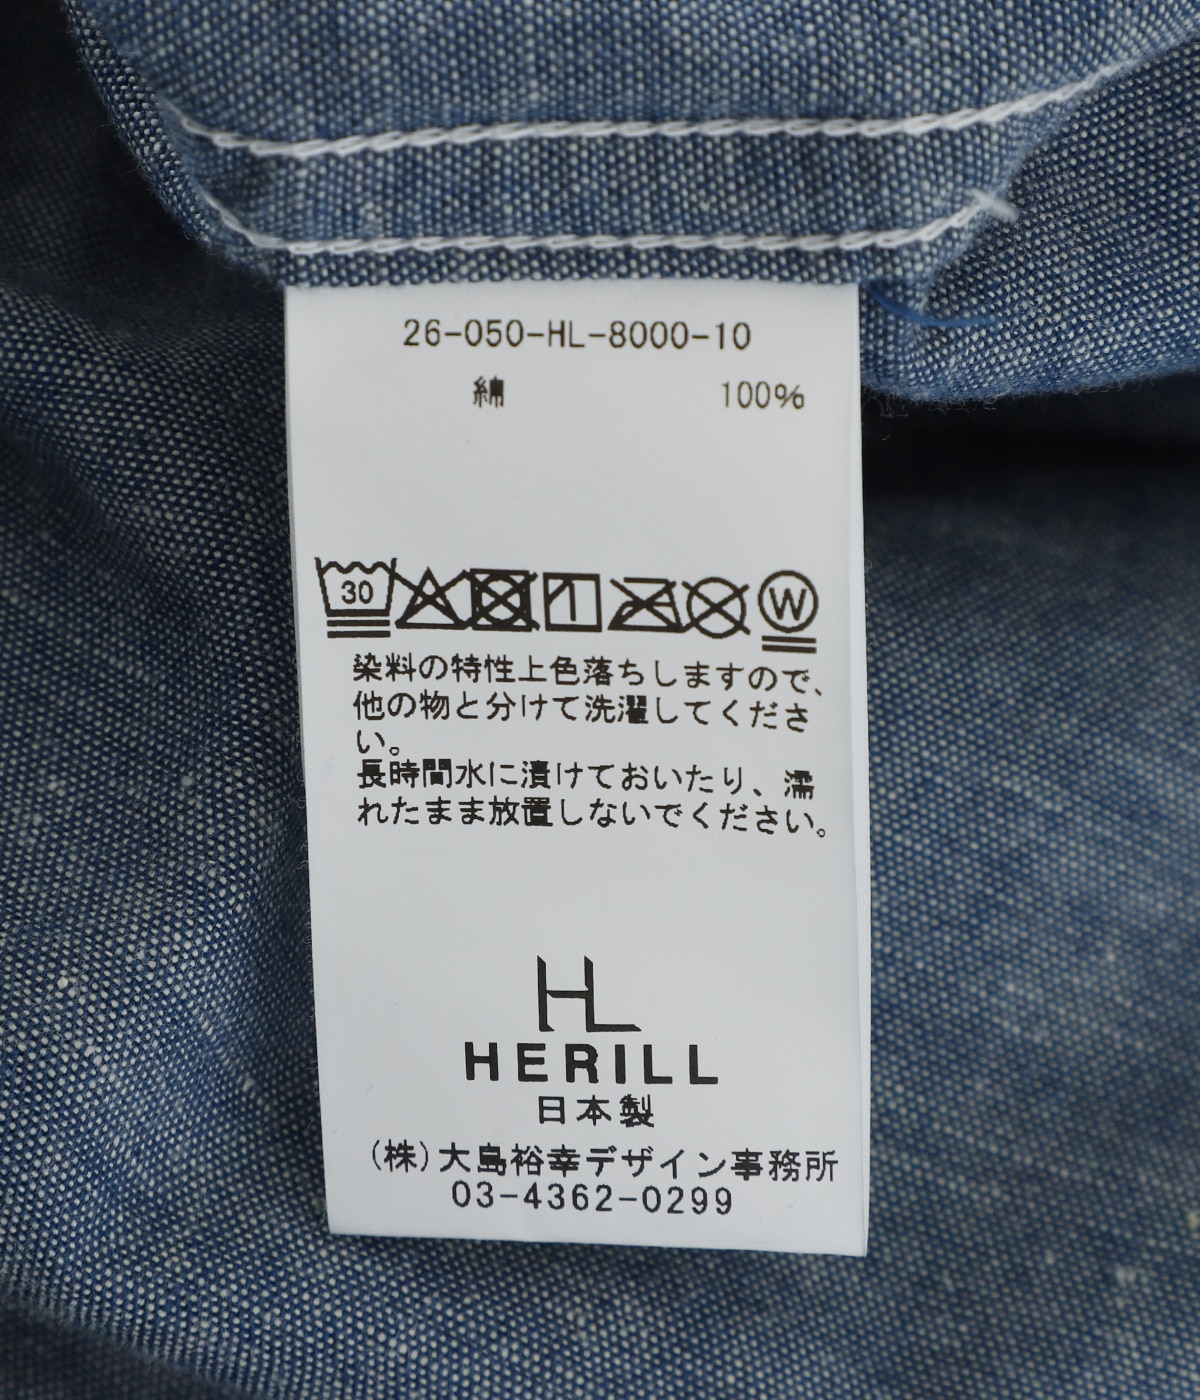 26-050-HL-8000-10
綿 100%
30 W
染料の特性上色落ちしますので、
他の物と分けて洗濯してくださ
い。
長時間水に漬けておいたり、濡
れたまま放置しないでください。
HL
HERILL
日本製
(株)大島裕幸デザイン事務所
03-4362-0299